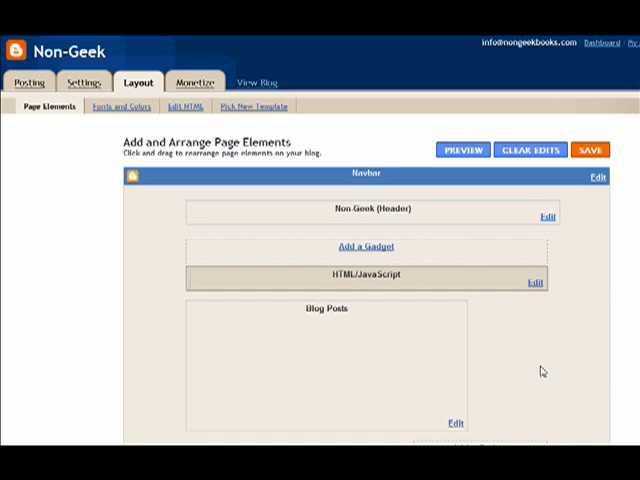 Non-Geek
info@nongeekbooks.com Dashboard My
Posting Settings Layout Monetize View Blog
Page Elements Fonts and Colors Edit HTML Pick New Template
Add and Arrange Page Elements
Click and drag to rearrange page elements on your blog.
PREVIEW CLEAR EDITS SAVE
Navbar
Edit
Non-Geek (Header)
Edit
Add a Gadget
HTML/JavaScript
Edit
Blog Posts
Edit